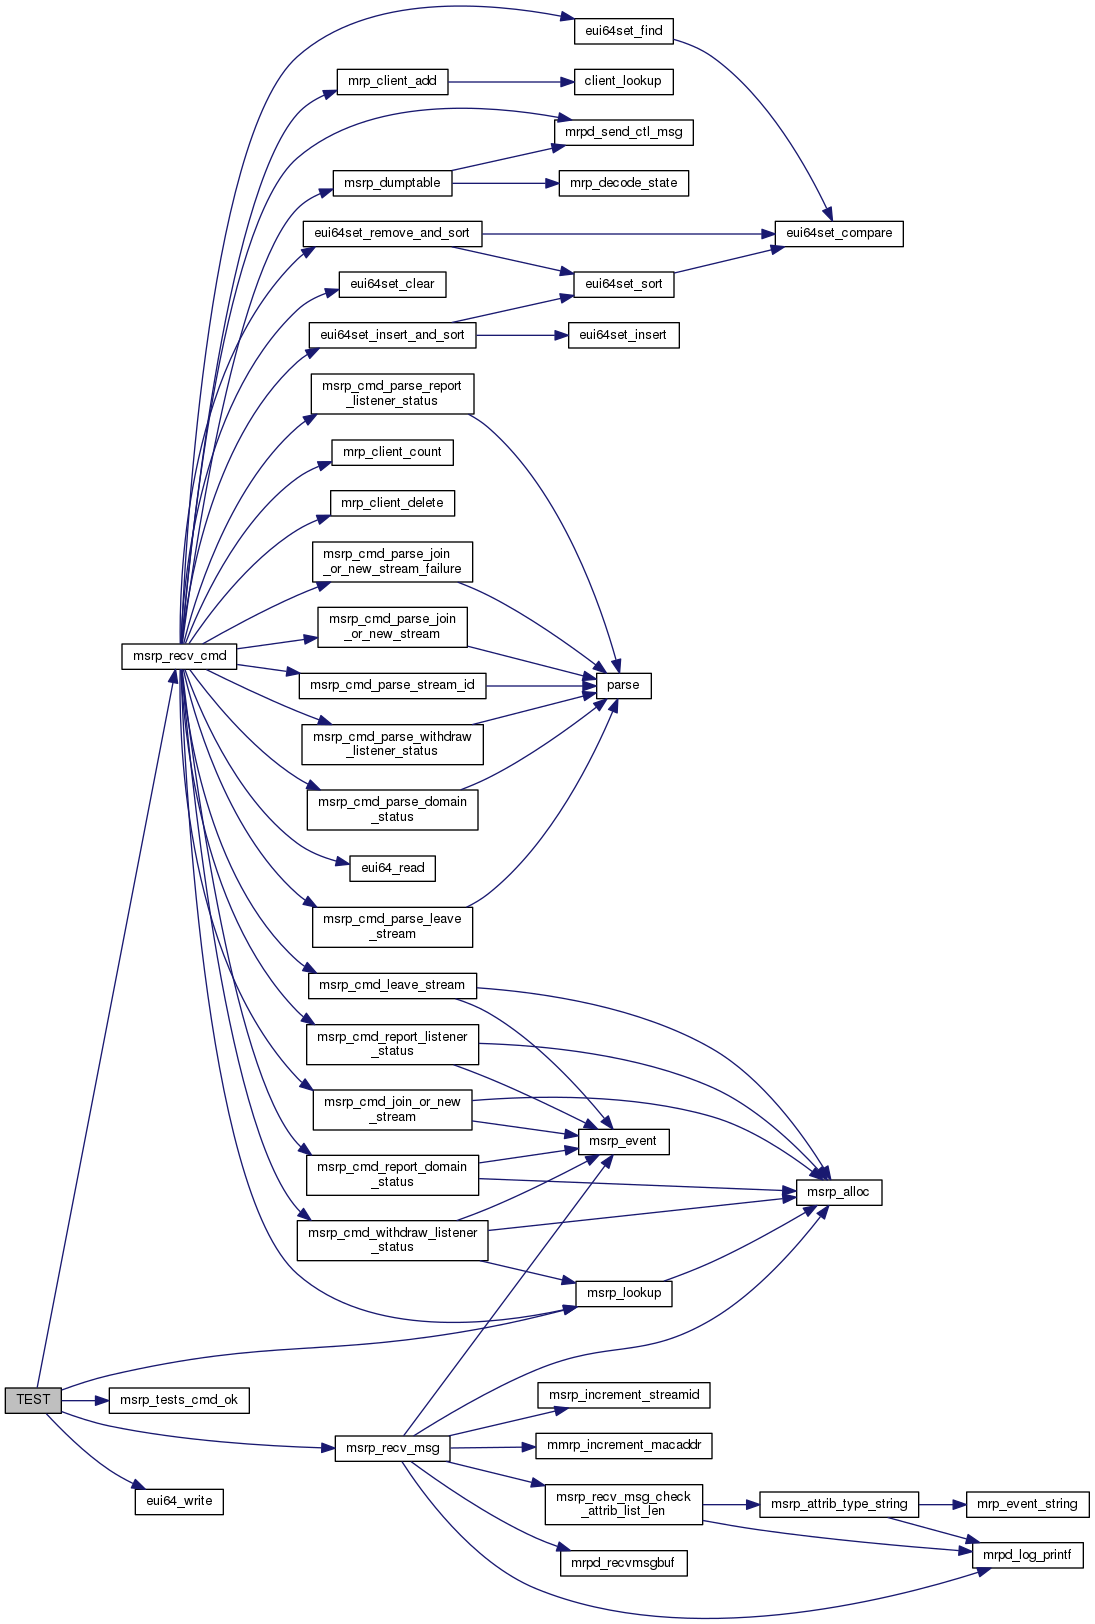 eui64set_find
mrp_client_add
client_lookup
mrpd_send_ctl_msg
msrp_dumptable
mrp_decode_state
eui64set_remove_and_sort
eui64set_compare
eui64set_clear
eui64set_sort
eui64set_insert_and_sort
eui64set_insert
msrp_cmd_parse_report
_listener_status
mrp_client_count
mrp_client_delete
msrp_cmd_parse_join
_or_new_stream_failure
msrp_cmd_parse_join
_or_new_stream
msrp_recv_cmd
msrp_cmd_parse_stream_id
parse
msrp_cmd_parse_withdraw
_listener_status
msrp_cmd_parse_domain
_status
eui64_read
msrp_cmd_parse_leave
_stream
msrp_cmd_leave_stream
msrp_cmd_report_listener
_status
msrp_cmd_join_or_new
_stream
msrp_event
msrp_cmd_report_domain
_status
msrp_alloc
msrp_cmd_withdraw_listener
_status
msrp_lookup
TEST
msrp_tests_cmd_ok
msrp_increment_streamid
msrp_recv_msg
mmrp_increment_macaddr
eui64_write
msrp_recv_msg_check
_attrib_list_len
msrp_attrib_type_string
mrp_event_string
mrpd_recvmsgbuf
mrpd_log_printf